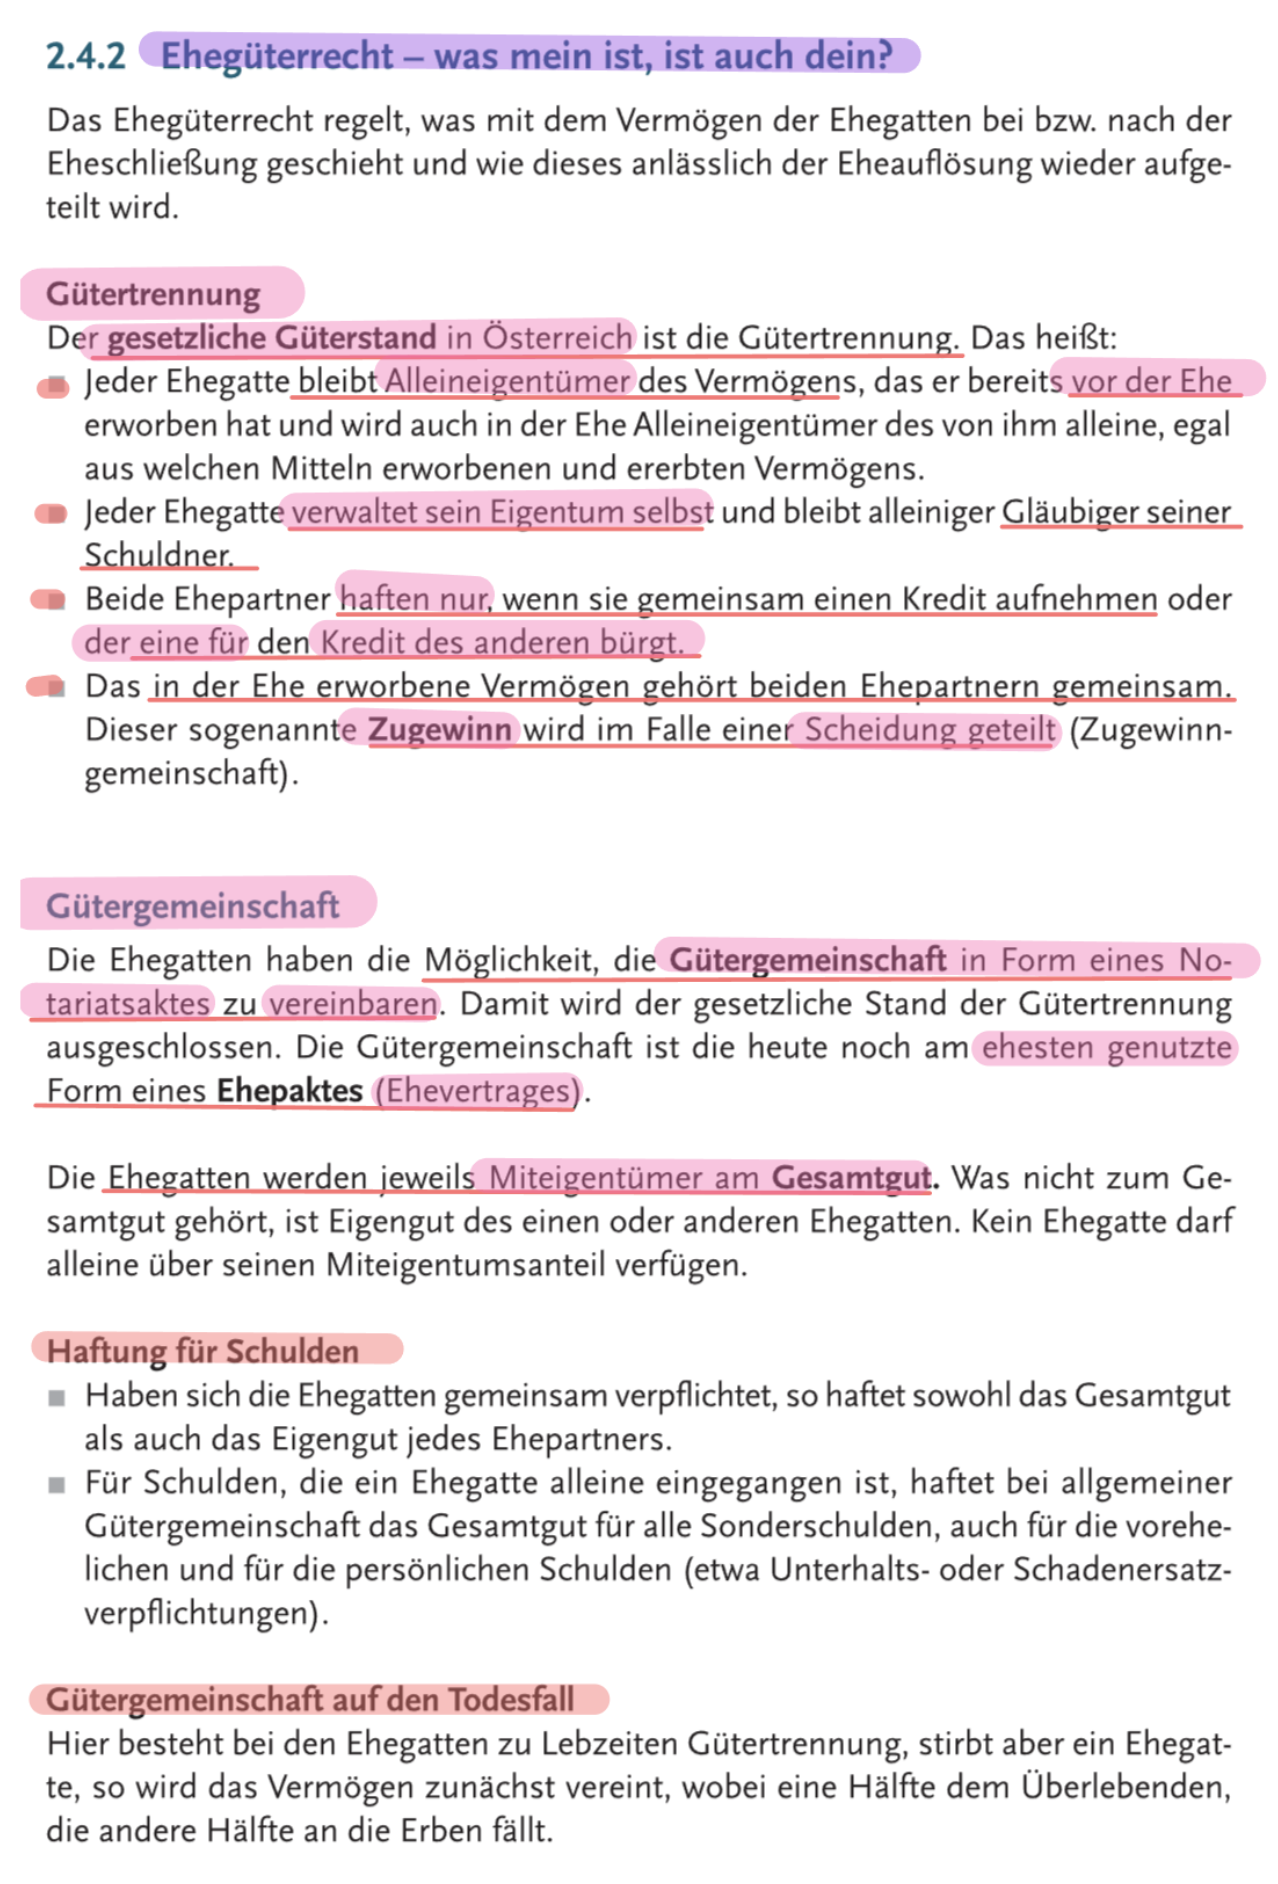 2.4.2 Ehegüterrecht – was mein ist, ist auch dein?
Das Ehegüterrecht regelt, was mit dem Vermögen der Ehegatten bei bzw. nach der
Eheschließung geschieht und wie dieses anlässlich der Eheauflösung wieder aufge-
teilt wird.
Gütertrennung
Der gesetzliche Güterstand in Österreich ist die Gütertrennung. Das heißt:
■ Jeder Ehegatte bleibt Alleineigentümer des Vermögens, das er bereits vor der Ehe
erworben hat und wird auch in der Ehe Alleineigentümer des von ihm alleine, egal
aus welchen Mitteln erworbenen und ererbten Vermögens.
■ Jeder Ehegatte verwaltet sein Eigentum selbst und bleibt alleiniger Gläubiger seiner
Schuldner.
■ Beide Ehepartner haften nur, wenn sie gemeinsam einen Kredit aufnehmen oder
der eine für den Kredit des anderen bürgt.
■ Das in der Ehe erworbene Vermögen gehört beiden Ehepartnern gemeinsam.
Dieser sogenannte Zugewinn wird im Falle einer Scheidung geteilt (Zugewinn-
gemeinschaft).
Gütergemeinschaft
Die Ehegatten haben die Möglichkeit, die Gütergemeinschaft in Form eines No-
tariatsaktes zu vereinbaren. Damit wird der gesetzliche Stand der Gütertrennung
ausgeschlossen. Die Gütergemeinschaft ist die heute noch am ehesten genutzte
Form eines Ehepaktes (Ehevertrages).
Die Ehegatten werden jeweils Miteigentümer am Gesamtgut. Was nicht zum Ge-
samtgut gehört, ist Eigengut des einen oder anderen Ehegatten. Kein Ehegatte darf
alleine über seinen Miteigentumsanteil verfügen.
Haftung für Schulden
■ Haben sich die Ehegatten gemeinsam verpflichtet, so haftet sowohl das Gesamtgut
als auch das Eigengut jedes Ehepartners.
■ Für Schulden, die ein Ehegatte alleine eingegangen ist, haftet bei allgemeiner
Gütergemeinschaft das Gesamtgut für alle Sonderschulden, auch für die vorehe-
lichen und für die persönlichen Schulden (etwa Unterhalts- oder Schadenersatz-
verpflichtungen).
Gütergemeinschaft auf den Todesfall
Hier besteht bei den Ehegatten zu Lebzeiten Gütertrennung, stirbt aber ein Ehegat-
te, so wird das Vermögen zunächst vereint, wobei eine Hälfte dem Überlebenden,
die andere Hälfte an die Erben fällt.